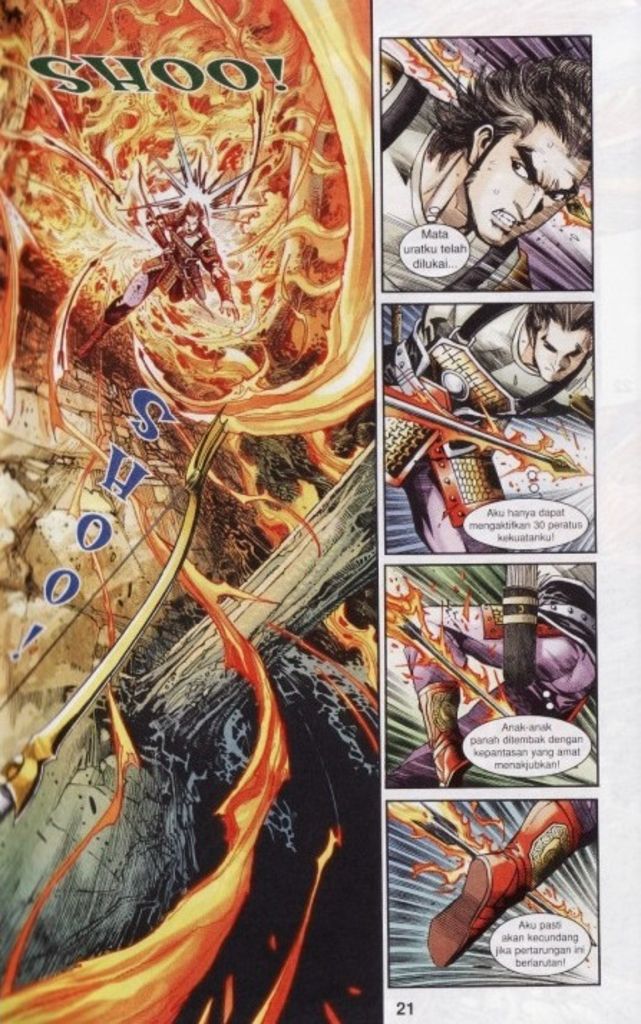 SHOO!
SHOO!
Mata
uratku telah
dilukai...
Aku hanya dapat
mengaktifkan 30 peratus
kekuatanku!
Anak-anak
panah ditembak dengan
kepantasan yang amat
menakjubkan!
Aku pasti
akan kecundang
jika pertarungan ini
berlarutan!
21